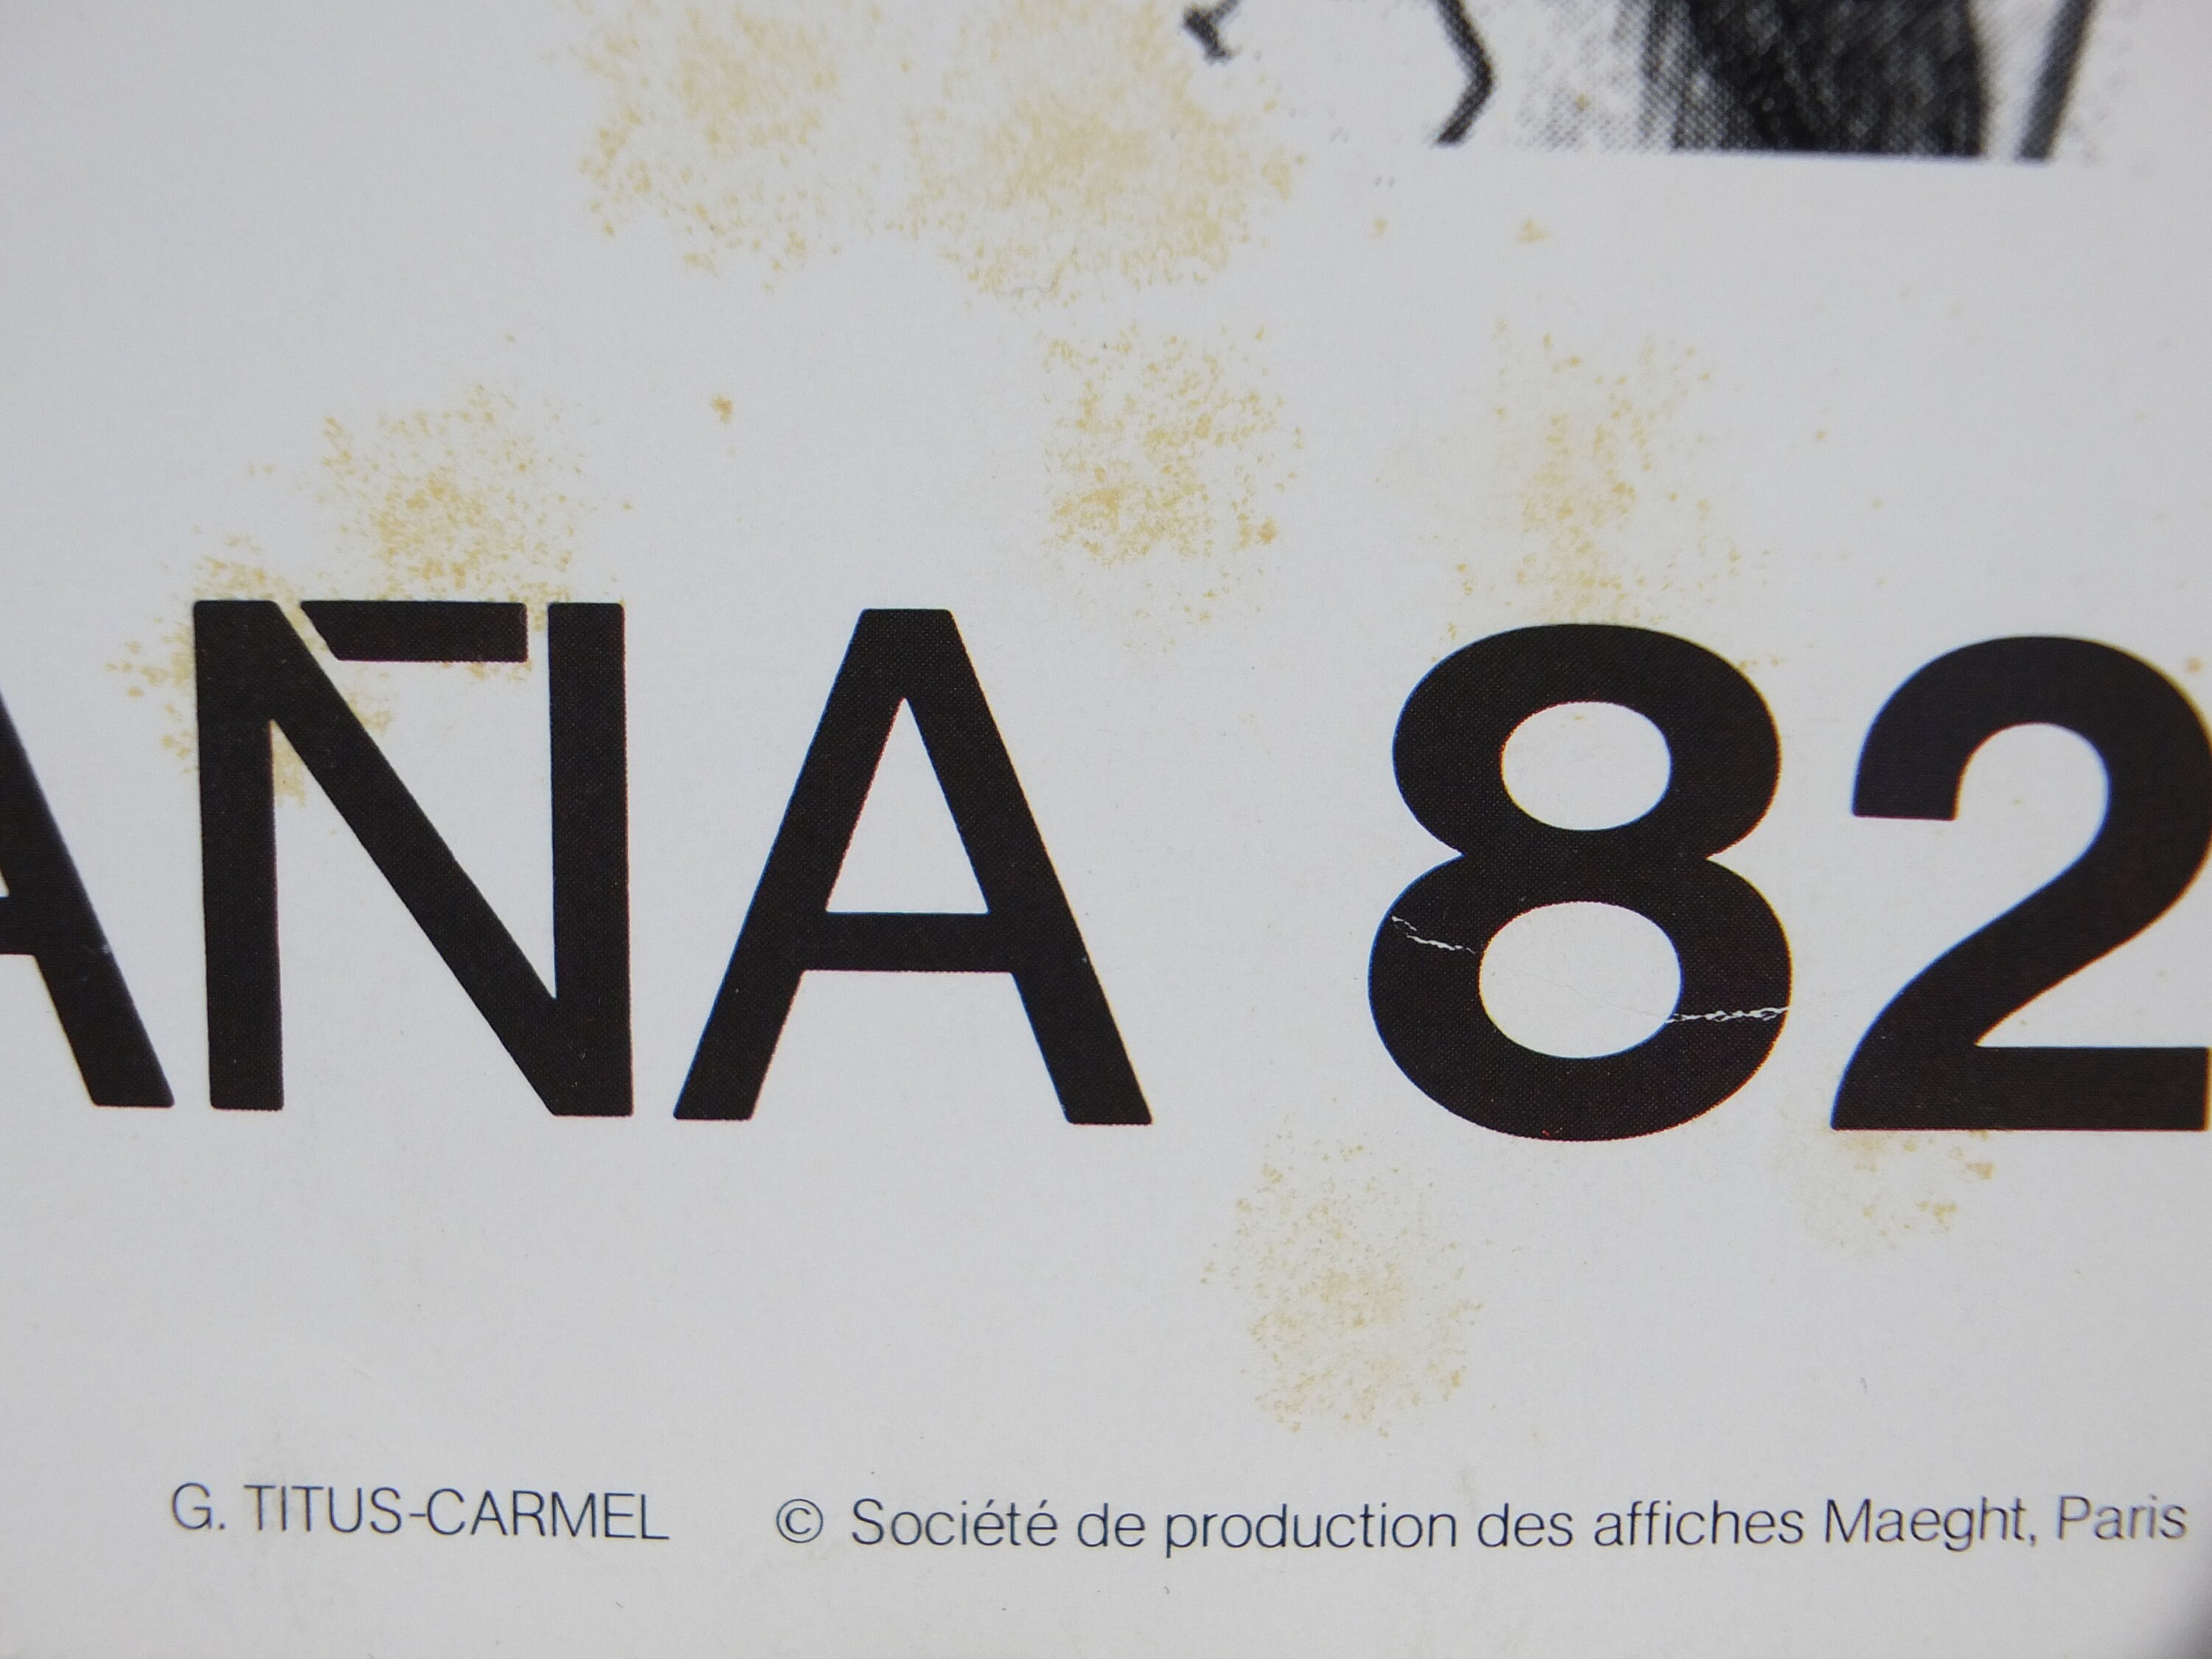 AÑA 82
G. TITUS-CARMEL © Société de production des affiches Maeght, Paris